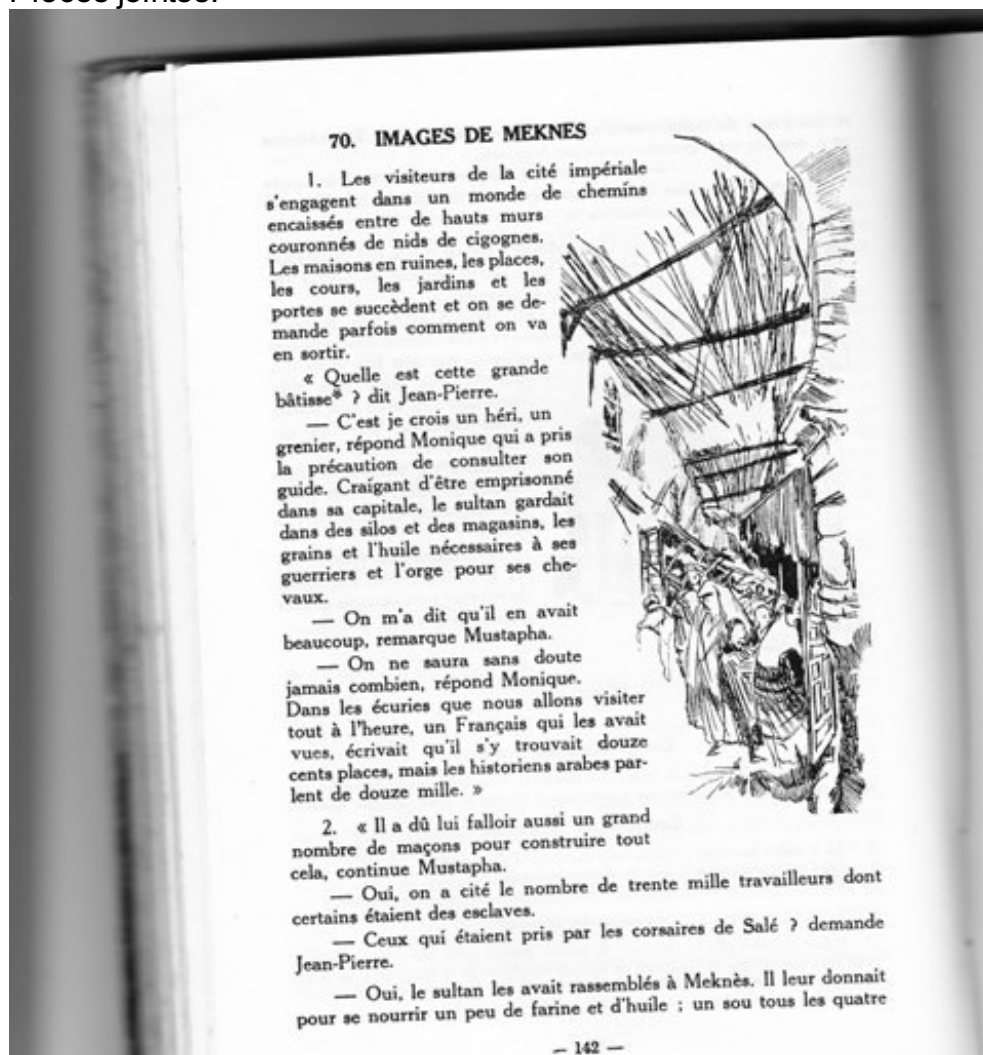 jointes.
70. IMAGES DE MEKNES
1. Les visiteurs de la cité impériale
s'engagent dans un monde de chemins
encaissés entre de hauts murs
couronnés de nids de cigognes.
Les maisons en ruines, les places,
les cours, les jardins et les
portes se succèdent et on se de-
mande parfois comment on va
en sortir.
« Quelle est cette grande
bâtisse* ? dit Jean-Pierre.
— C'est je crois un héri, un
grenier, répond Monique qui a pris
la précaution de consulter son
guide. Craigant d'être emprisonné
dans sa capitale, le sultan gardait
dans des silos et des magasins, les
grains et l'huile nécessaires à ses
guerriers et l'orge pour ses che-
vaux.
— On m'a dit qu'il en avait
beaucoup, remarque Mustapha.
— On ne saura sans doute
jamais combien, répond Monique.
Dans les écuries que nous allons visiter
tout à l'heure, un Français qui les avait
vues, écrivait qu'il s'y trouvait douze
cents places, mais les historiens arabes par-
lent de douze mille. »
2. « Il a dû lui falloir aussi un grand
nombre de maçons pour construire tout
cela, continue Mustapha.
— Oui, on a cité le nombre de trente mille travailleurs dont
certains étaient des esclaves.
— Ceux qui étaient pris par les corsaires de Salé ? demande
Jean-Pierre.
— Oui, le sultan les avait rassemblés à Meknès. Il leur donnait
pour se nourrir un peu de farine et d'huile ; un sou tous les quatre
— 142 —